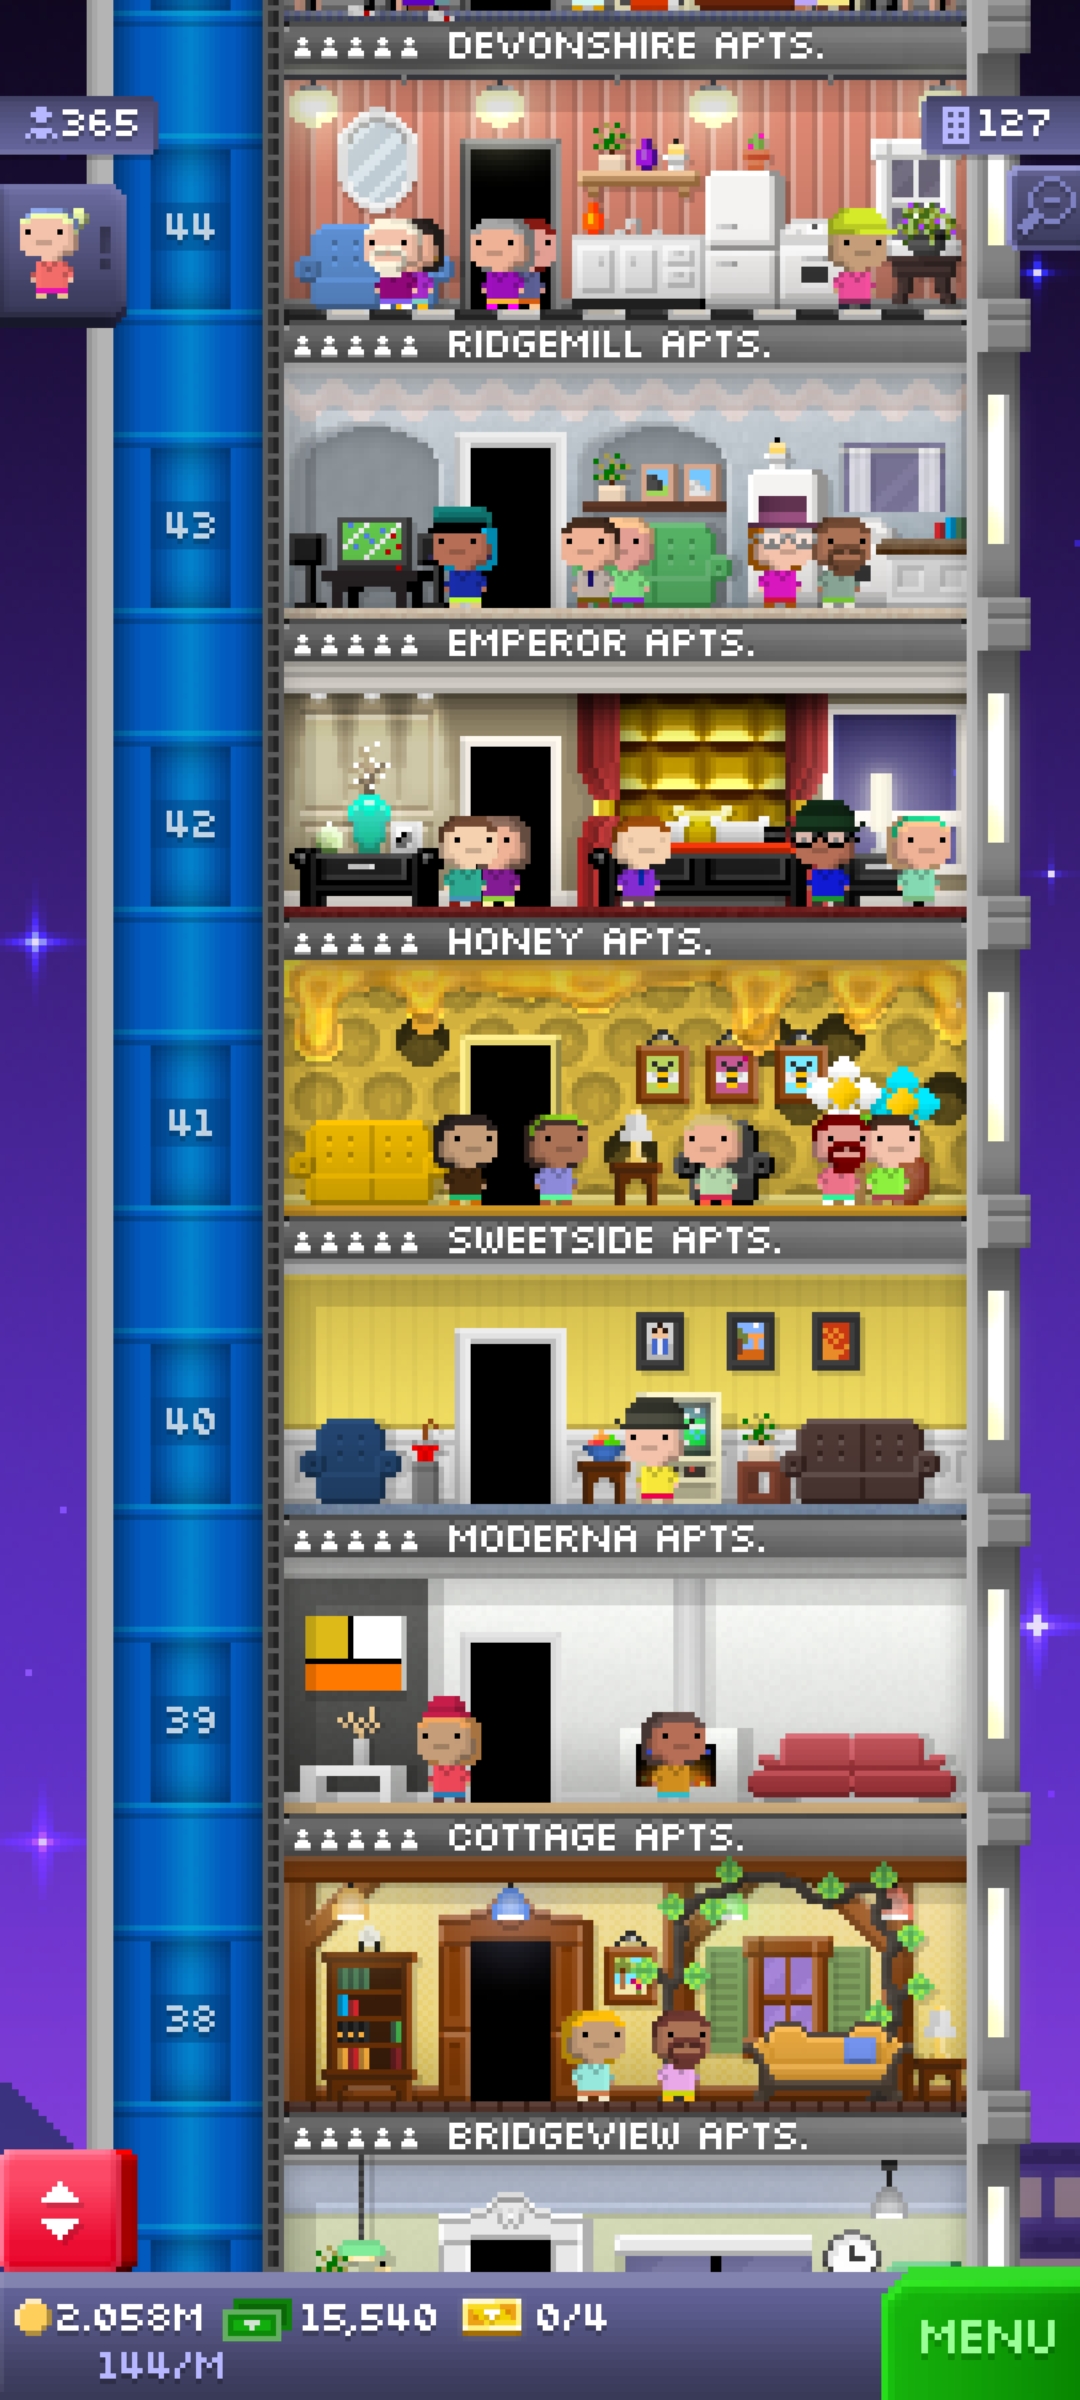 DEVONSHIRE APTS.
365
127
44
RIDGEMILL APTS.
43
EMPEROR APTS.
42
HONEY APTS.
41
SWEETSIDE APTS.
40
MODERNA APTS.
39
COTTAGE APTS.
38
BRIDGEVIEW APTS.
2.058M 15,540 0/4
144/M
MENU